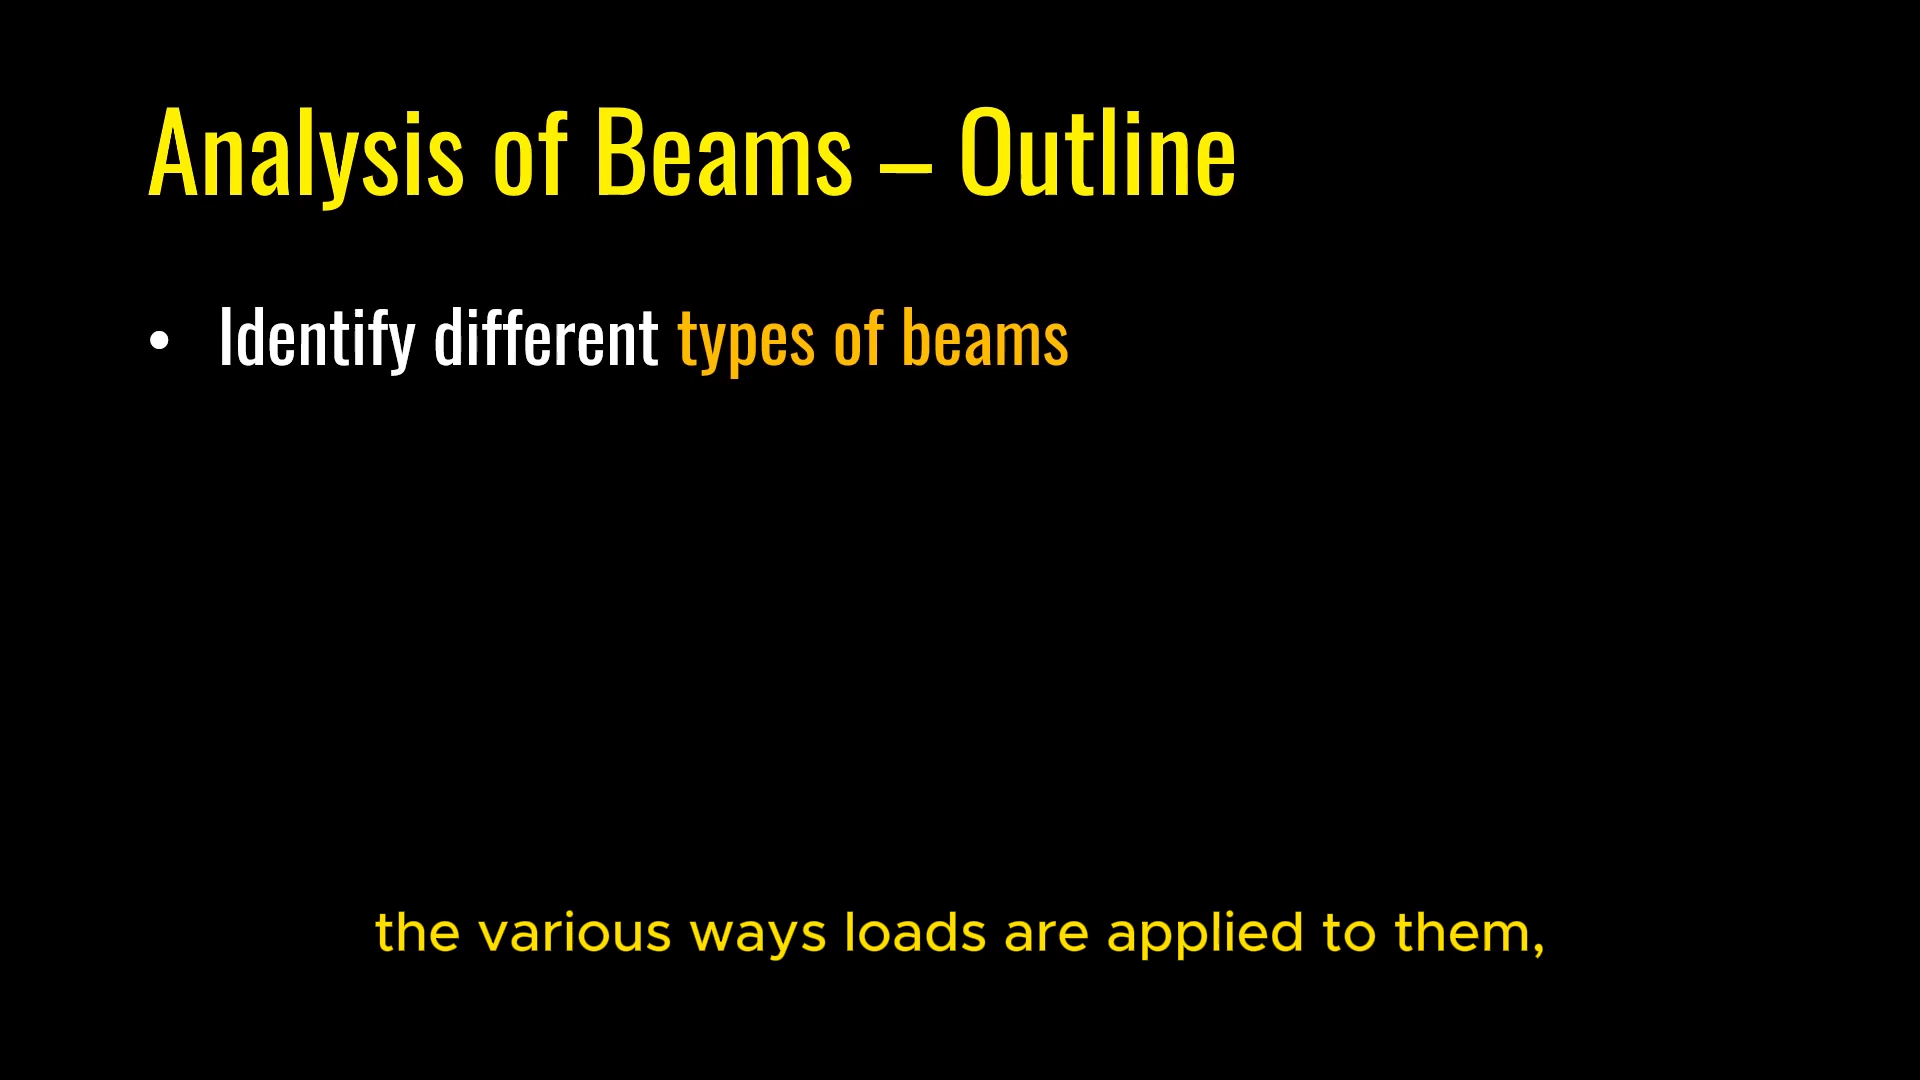 Analysis of Beams – Outline
• Identify different types of beams
the various ways loads are applied to them,